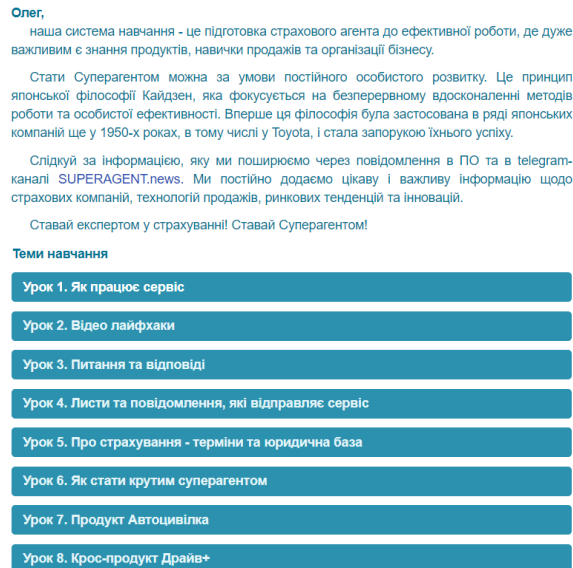 Олег,
наша система навчання - це підготовка страхового агента до ефективної роботи, де дуже
важливим є знання продуктів, навички продажів та організації бізнесу.
Стати Суперагентом можна за умови постійного особистого розвитку. Це принцип
японської філософії Кайдзен, яка фокусується на безперервному вдосконаленні методів
роботи та особистої ефективності. Вперше ця філософія була застосована в ряді японських
компаній ще у 1950-х роках, в тому числі у Toyota, і стала запорукою їхнього успіху.
Слідкуй за інформацією, яку ми поширюємо через повідомлення в ПО та в telegram-
каналі SUPERAGENT.news. Ми постійно додаємо цікаву і важливу інформацію щодо
страхових компаній, технологій продажів, ринкових тенденцій та інновацій.
Ставай експертом у страхуванні! Ставай Суперагентом!
Теми навчання
Урок 1. Як працює сервіс
Урок 2. Відео лайфхаки
Урок 3. Питання та відповіді
Урок 4. Листи та повідомлення, які відправляє сервіс
Урок 5. Про страхування - терміни та юридична база
Урок 6. Як стати крутим суперагентом
Урок 7. Продукт Автоцивілка
Урок 8. Крос-продукт Драйв+